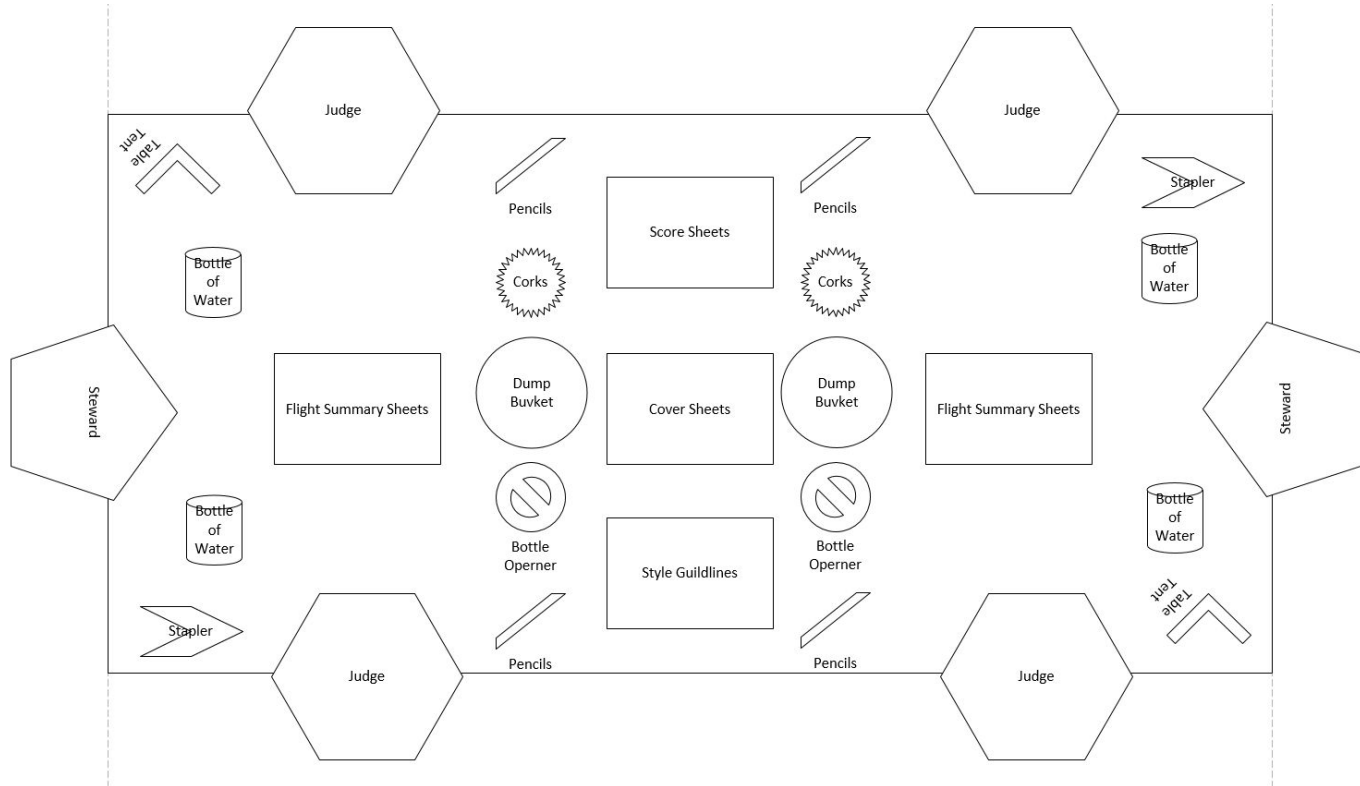 Judge
Judge
Tent
Table
Stapler
Pencils
Pencils
Score Sheets
Bottle
of
Water
Corks
Corks
Bottle
of
Water
Steward
Flight Summary Sheets
Dump
Buvket
Cover Sheets
Dump
Buvket
Flight Summary Sheets
Steward
Bottle
of
Water
Bottle
Operner
Style Guildlines
Bottle
Operner
Bottle
of
Water
Stapler
Table
Tent
Pencils
Pencils
Judge
Judge